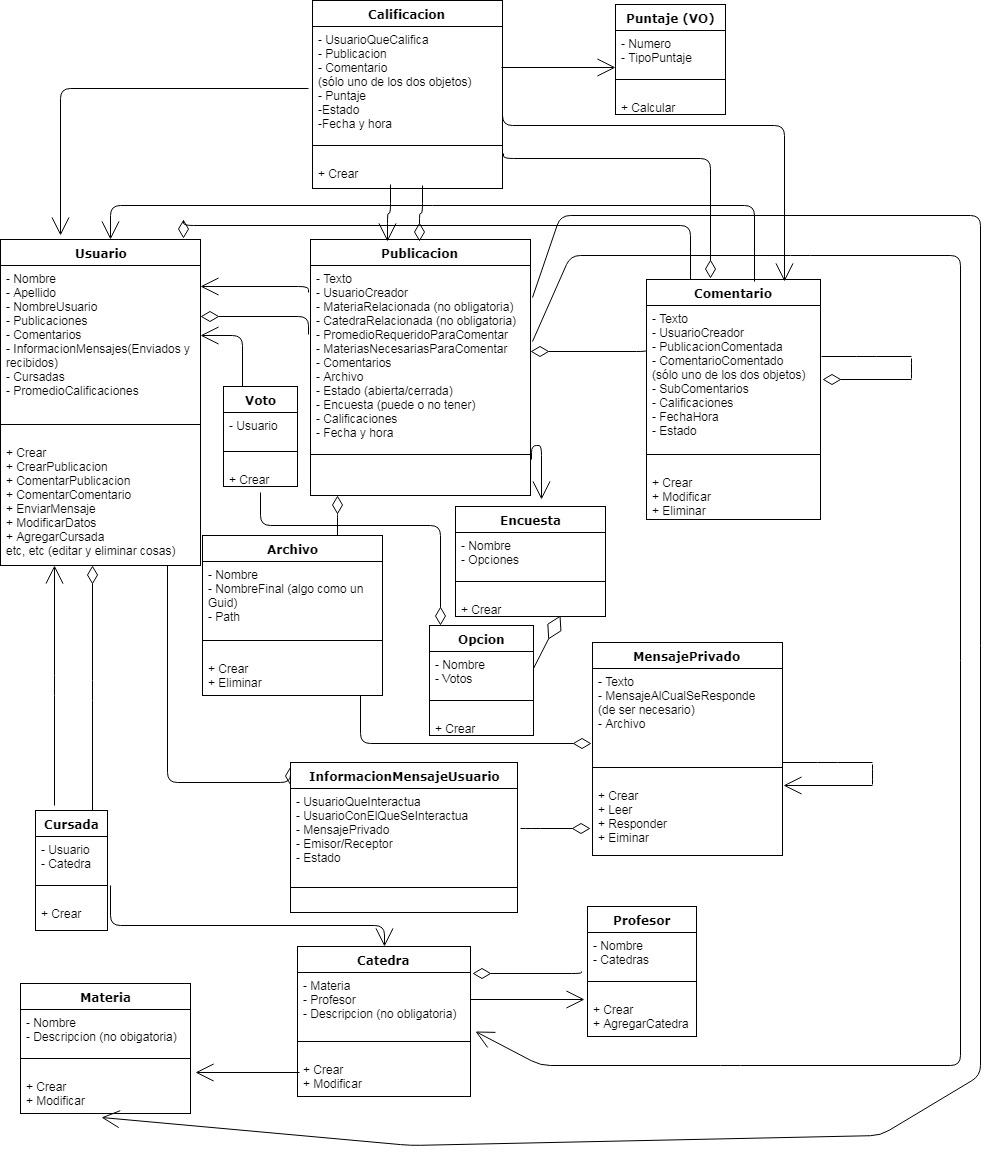 Calificacion
- UsuarioQueCalifica
- Publicacion
- Comentario
(sólo uno de los dos objetos)
- Puntaje
-Estado
-Fecha y hora
+ Crear
Puntaje (VO)
- Numero
- TipoPuntaje
+ Calcular
Usuario
- Nombre
- Apellido
- NombreUsuario
- Publicaciones
- Comentarios
- InformacionMensajes(Enviados y
recibidos)
- Cursadas
- PromedioCalificaciones
+ Crear
+ CrearPublicacion
+ ComentarPublicacion
+ ComentarComentario
+ EnviarMensaje
+ ModificarDatos
+ AgregarCursada
etc, etc (editar y eliminar cosas)
Publicacion
- Texto
- UsuarioCreador
- MateriaRelacionada (no obligatoria)
- CatedraRelacionada (no obligatoria)
- PromedioRequeridoParaComentar
- MateriasNecesariasParaComentar
- Comentarios
- Archivo
- Estado (abierta/cerrada)
- Encuesta (puede o no tener)
- Calificaciones
- Fecha y hora
Comentario
- Texto
- UsuarioCreador
- PublicacionComentada
- ComentarioComentado
(sólo uno de los dos objetos)
- SubComentarios
- Calificaciones
- FechaHora
- Estado
+ Crear
+ Modificar
+ Eliminar
Voto
- Usuario
+ Crear
Encuesta
- Nombre
- Opciones
+ Crear
Archivo
- Nombre
- NombreFinal (algo como un
Guid)
- Path
+ Crear
+ Eliminar
Opcion
- Nombre
- Votos
+ Crear
MensajePrivado
- Texto
- MensajeAlCualSeResponde
(de ser necesario)
- Archivo
+ Crear
+ Leer
+ Responder
+ Eiminar
InformacionMensajeUsuario
- UsuarioQueInteractua
- UsuarioConElQueSeInteractua
- MensajePrivado
- Emisor/Receptor
- Estado
Cursada
- Usuario
- Catedra
+ Crear
Profesor
- Nombre
- Catedras
+ Crear
+ AgregarCatedra
Catedra
- Materia
- Profesor
- Descripcion (no obligatoria)
+ Crear
+ Modificar
Materia
- Nombre
- Descripcion (no obigatoria)
+ Crear
+ Modificar